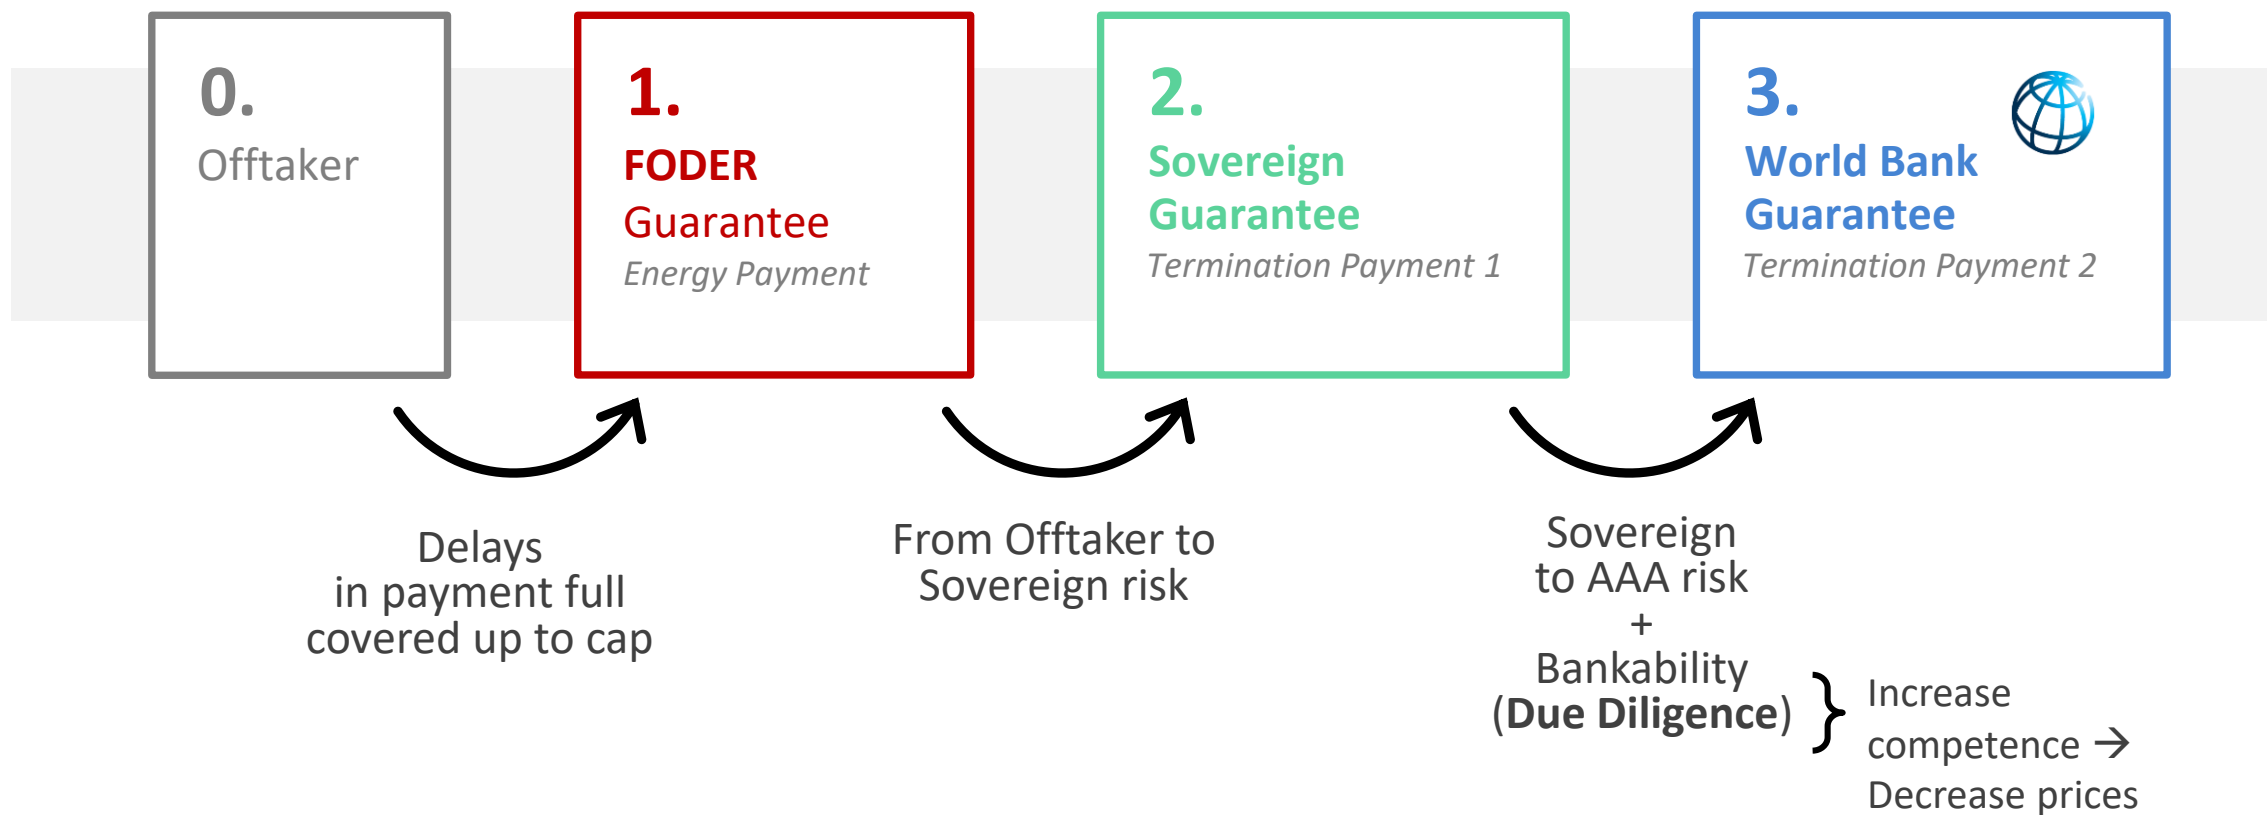 0.
Offtaker
1.
FODER
Guarantee
Energy Payment
2.
Sovereign
Guarantee
Termination Payment 1
3.
World Bank
Guarantee
Termination Payment 2
Delays
in payment full
covered up to cap
From Offtaker to
Sovereign risk
Sovereign
to AAA risk
+
Bankability
(Due Diligence)
Increase
competence →
Decrease prices